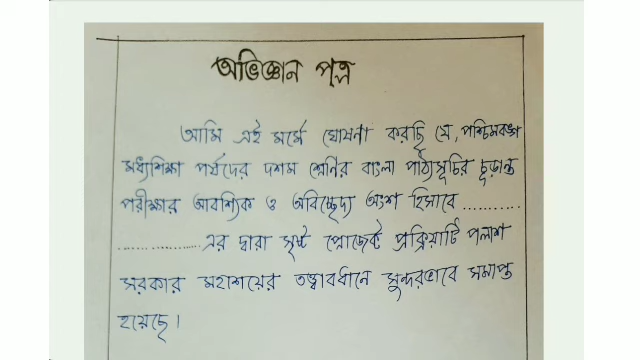 অভিজ্ঞান পত্র
আমি এই মর্মে ঘোষনা করছি যে, পশ্চিমবঙ্গ
মধ্যশিক্ষা পর্যদের দশম শ্রেণির বাংলা পাঠ্যসূচির চূড়ান্ত
পরীক্ষার আবশ্যিক ও অবিচ্ছেদ্য অংশ হিসাবে ............
.................. এর দ্বারা সৃষ্ট প্রোজেক্ট প্রক্রিয়াটি পলাশ
সরকার মহাশয়ের তত্ত্বাবধানে সুন্দরভাবে সমাপ্ত
হয়েছে।